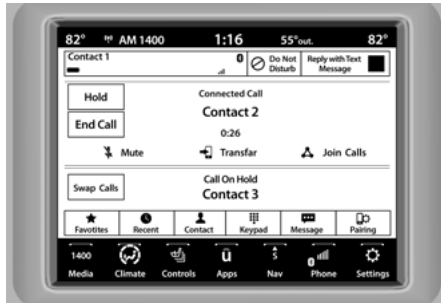 82° AM 1400 1:16 55°out. 82°
Contact 1
Do Not
Disturb
Reply with Text
Message
Hold
End Call
Connected Call
Contact 2
0:26
Mute Transfar Join Calls
Swap Calls
Call On Hold
Contact 3
Favotites Recent Contact Keypad Message Pairing
1400 ū S
Media Climate Controls Apps Nav Phone Settings